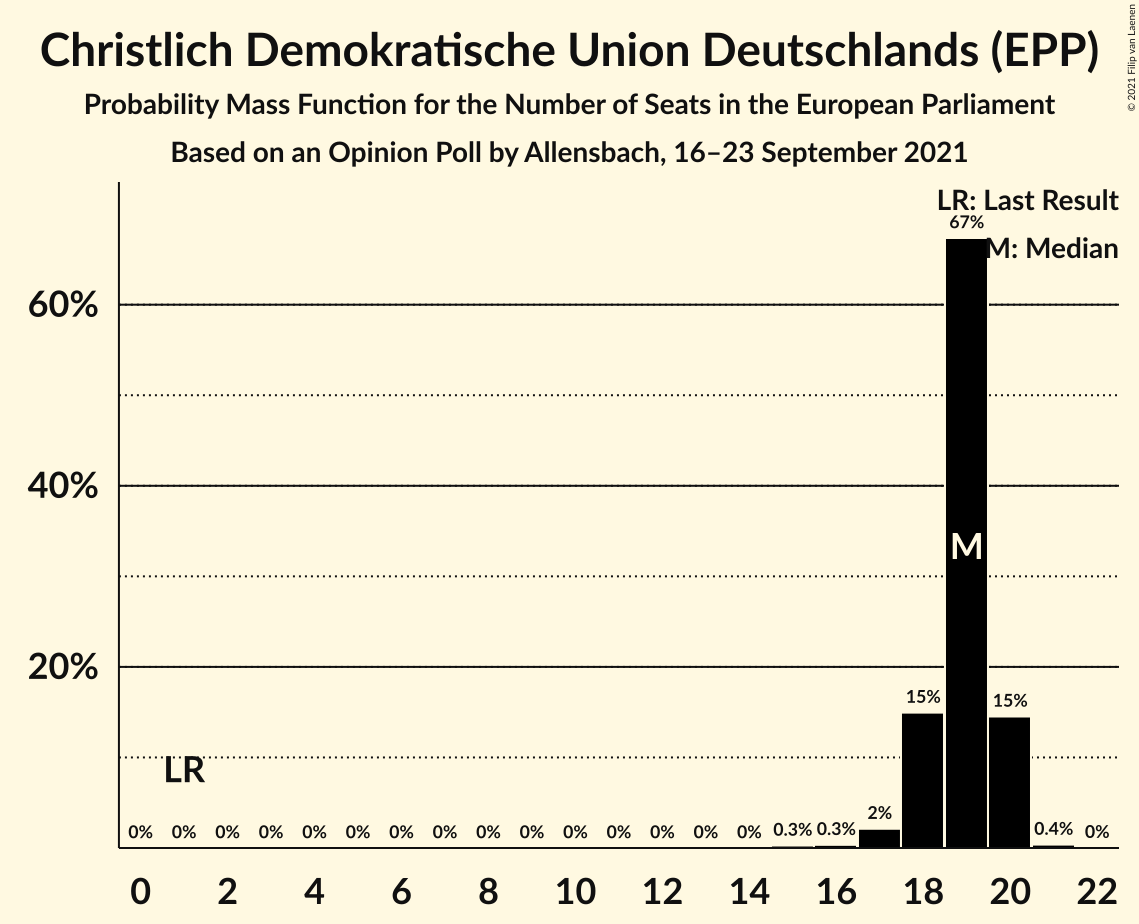 Christlich Demokratische Union Deutschlands (EPP)
Probability Mass Function for the Number of Seats in the European Parliament
Based on an Opinion Poll by Allensbach, 16–23 September 2021
© 2021 Filip van Laenen
LR: Last Result
67%
M: Median
60%
40%
M
20%
15% 15%
LR
2%
0% 0% 0% 0% 0% 0% 0% 0% 0% 0% 0% 0% 0% 0% 0% 0.3% 0.3% 0.4% 0%
0 2 4 6 8 10 12 14 16 18 20 22